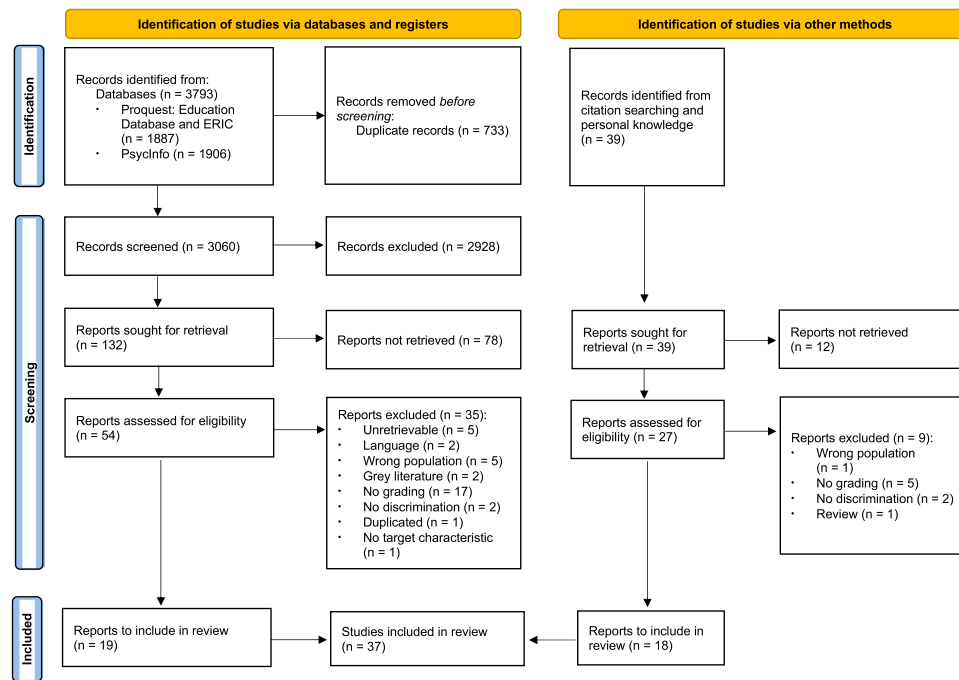 Identification of studies via databases and registers
Identification of studies via other methods
Identification
Records identified from:
Databases (n = 3793)
· Proquest: Education
Database and ERIC
(n = 1887)
· PsycInfo (n = 1906)
Records removed before
screening:
Duplicate records = 733)
Records identified from
citation searching and
personal knowledge
(n = 39)
Screening
Records screened (n = 3060)
Records excluded (n = 2928)
Reports sought for retrieval
(n = 132)
Reports not retrieved (n = 78)
Reports sought for
retrieval (n = 39)
Reports not retrieved
(n = 12)
Reports assessed for eligibility
(n = 54)
Reports excluded (n = 35):
· Unretrievable (n = 5)
· Language (n = 2)
· Wrong population (n = 5)
· Grey literature (n = 2)
· No grading (n = 17)
· No discrimination (n = 2)
· Duplicated (n = 1)
· No target characteristic
(n = 1)
Reports assessed for
eligibility (n = 27)
Reports excluded (n = 9):
· Wrong population
(n = 1)
· No grading (n = 5)
· No discrimination (n = 2)
· Review (n = 1)
Included
Reports to include in review
(n = 19)
Studies included in review
(n = 37)
Reports to include in
review (n = 18)